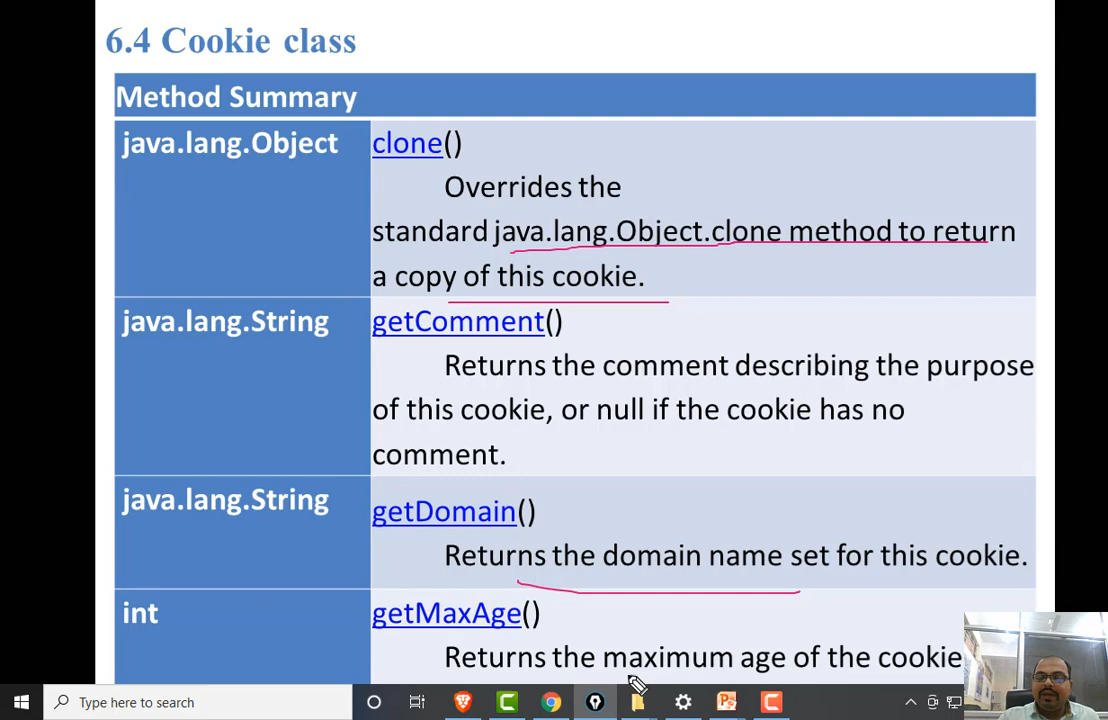 6.4 Cookie class
Method Summary
java.lang.Object
clone()
Overrides the
standard java.lang.Object.clone method to return
a copy of this cookie.
java.lang.String
getComment()
Returns the comment describing the purpose
of this cookie, or null if the cookie has no
comment.
java.lang.String
getDomain()
Returns the domain name set for this cookie.
int
getMaxAge()
Returns the maximum age of the cookie
Type here to search